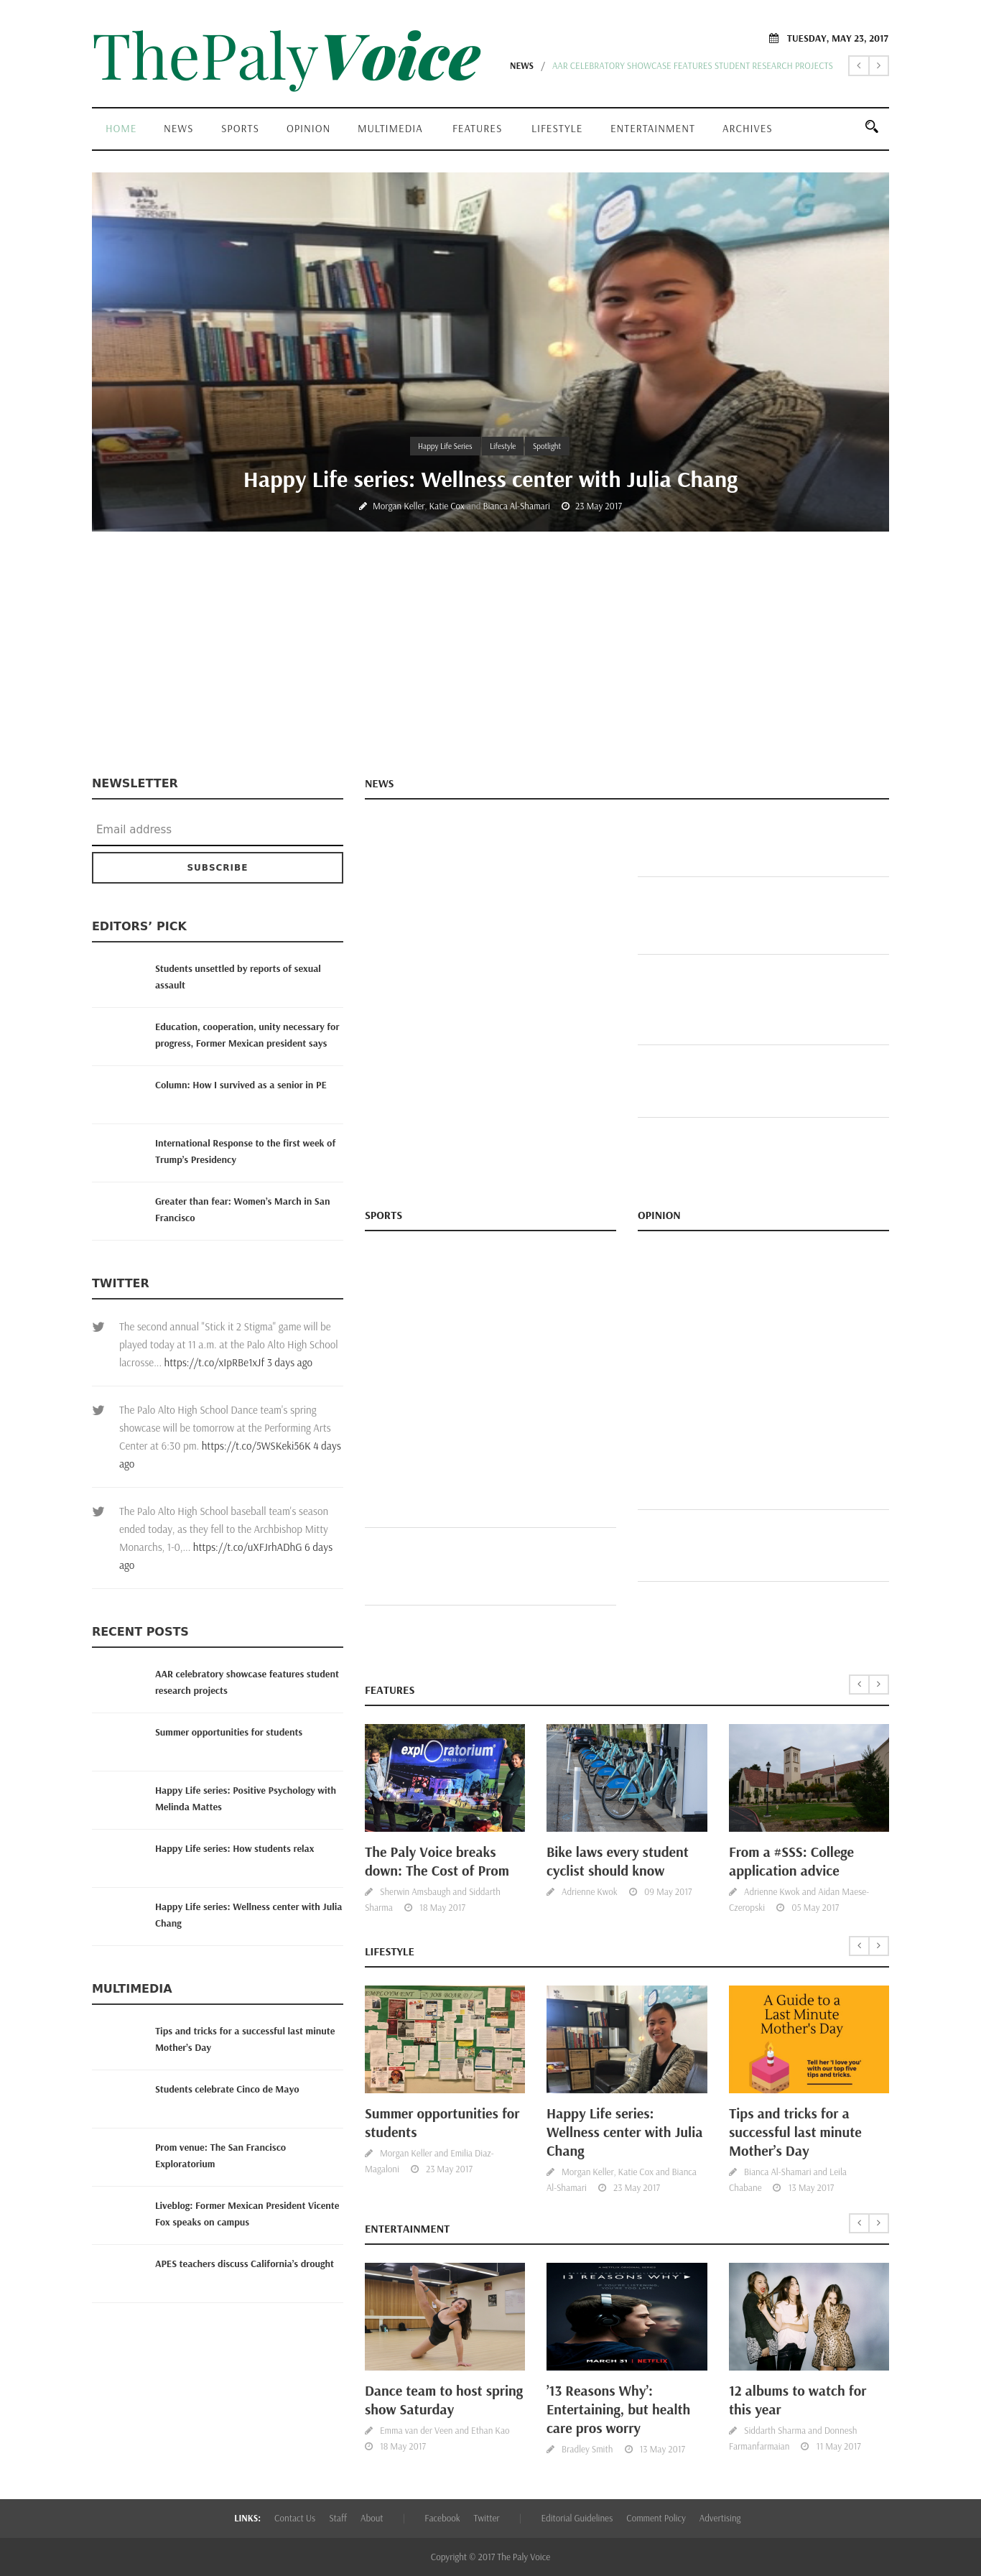 ThePalyVoice
TUESDAY, MAY 23, 2017
NEWS / AAR CELEBRATORY SHOWCASE FEATURES STUDENT RESEARCH PROJECTS
HOME NEWS SPORTS OPINION MULTIMEDIA FEATURES LIFESTYLE ENTERTAINMENT ARCHIVES
Happy Life Series Lifestyle Spotlight
Happy Life series: Wellness center with Julia Chang
Morgan Keller, Katie Cox and Bianca Al-Shamari 23 May 2017
NEWSLETTER
Email address
SUBSCRIBE
EDITORS’ PICK
Students unsettled by reports of sexual
assault
Education, cooperation, unity necessary for
progress, Former Mexican president says
Column: How I survived as a senior in PE
International Response to the first week of
Trump’s Presidency
Greater than fear: Women’s March in San
Francisco
TWITTER
The second annual "Stick it 2 Stigma" game will be
played today at 11 a.m. at the Palo Alto High School
lacrosse... https://t.co/xIpRBe1xJf 3 days ago
The Palo Alto High School Dance team's spring
showcase will be tomorrow at the Performing Arts
Center at 6:30 pm. https://t.co/5WSKeki56K 4 days
ago
The Palo Alto High School baseball team's season
ended today, as they fell to the Archbishop Mitty
Monarchs, 1-0,... https://t.co/uXFJrhADhG 6 days
ago
RECENT POSTS
AAR celebratory showcase features student
research projects
Summer opportunities for students
Happy Life series: Positive Psychology with
Melinda Mattes
Happy Life series: How students relax
Happy Life series: Wellness center with Julia
Chang
MULTIMEDIA
Tips and tricks for a successful last minute
Mother’s Day
Students celebrate Cinco de Mayo
Prom venue: The San Francisco
Exploratorium
Liveblog: Former Mexican President Vicente
Fox speaks on campus
APES teachers discuss California’s drought
NEWS
SPORTS
OPINION
FEATURES
explOratorium
The Paly Voice breaks
down: The Cost of Prom
Sherwin Amsbaugh and Siddarth
Sharma 18 May 2017
Bike laws every student
cyclist should know
Adrienne Kwok 09 May 2017
From a #SSS: College
application advice
Adrienne Kwok and Aidan Maese-
Czeropski 05 May 2017
LIFESTYLE
Summer opportunities for
students
Morgan Keller and Emilia Diaz-
Magaloni 23 May 2017
Happy Life series:
Wellness center with Julia
Chang
Morgan Keller, Katie Cox and Bianca
Al-Shamari 23 May 2017
A Guide to a
Last Minute
Mother's Day
Tell her 'I love you'
with our top five
tips and tricks.
Tips and tricks for a
successful last minute
Mother’s Day
Bianca Al-Shamari and Leila
Chabane 13 May 2017
ENTERTAINMENT
Dance team to host spring
show Saturday
Emma van der Veen and Ethan Kao
18 May 2017
13 REASONS WHY
MARCH 31 | NETFLIX
’13 Reasons Why’:
Entertaining, but health
care pros worry
Bradley Smith 13 May 2017
12 albums to watch for
this year
Siddarth Sharma and Donnesh
Farmanfarmaian 11 May 2017
LINKS: Contact Us Staff About | Facebook Twitter | Editorial Guidelines Comment Policy Advertising
Copyright © 2017 The Paly Voice